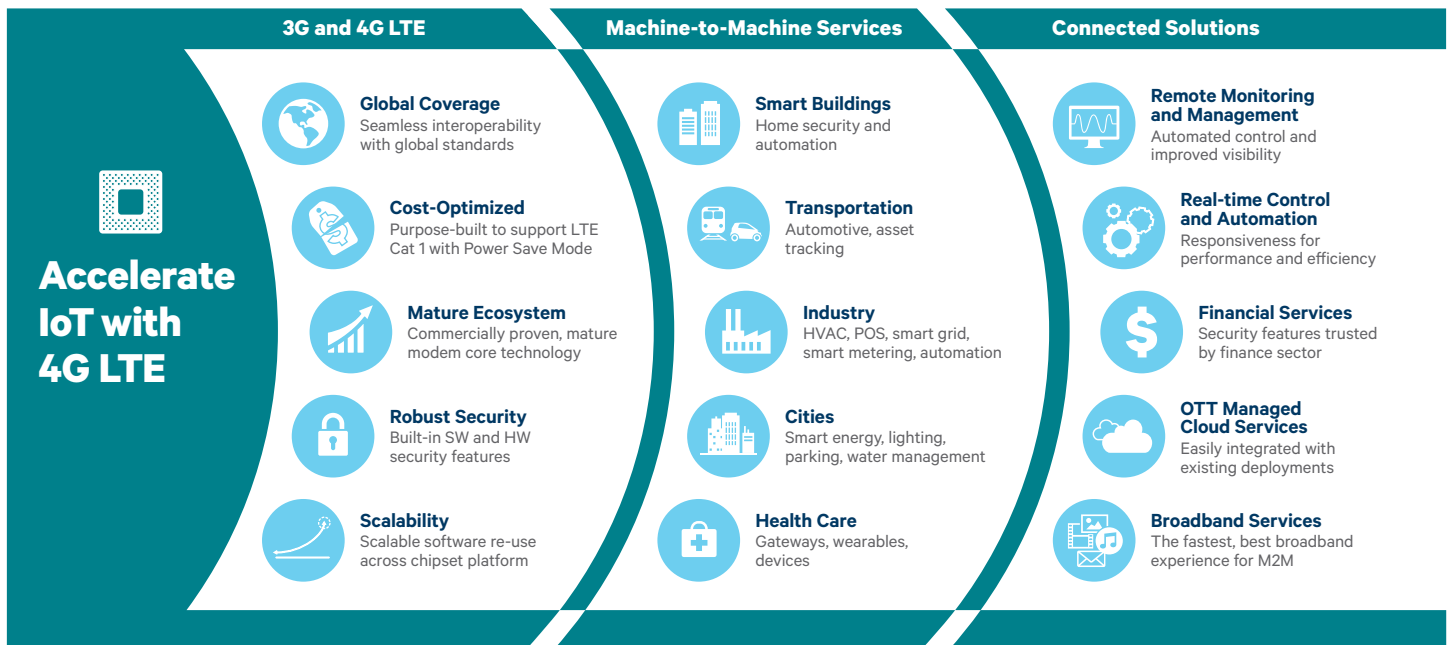 3G and 4G LTE
Machine-to-Machine Services
Connected Solutions
Accelerate
IoT with
4G LTE
Global Coverage
Seamless interoperability
with global standards
Cost-Optimized
Purpose-built to support LTE
Cat 1 with Power Save Mode
Mature Ecosystem
Commercially proven, mature
modem core technology
Robust Security
Built-in SW and HW
security features
Scalability
Scalable software re-use
across chipset platform
Smart Buildings
Home security and
automation
Transportation
Automotive, asset
tracking
Industry
HVAC, POS, smart grid,
smart metering, automation
Cities
Smart energy, lighting,
parking, water management
Health Care
Gateways, wearables,
devices
Remote Monitoring
and Management
Automated control and
improved visibility
Real-time Control
and Automation
Responsiveness for
performance and efficiency
$
Financial Services
Security features trusted
by finance sector
OTT Managed
Cloud Services
Easily integrated with
existing deployments
Broadband Services
The fastest, best broadband
experience for M2M